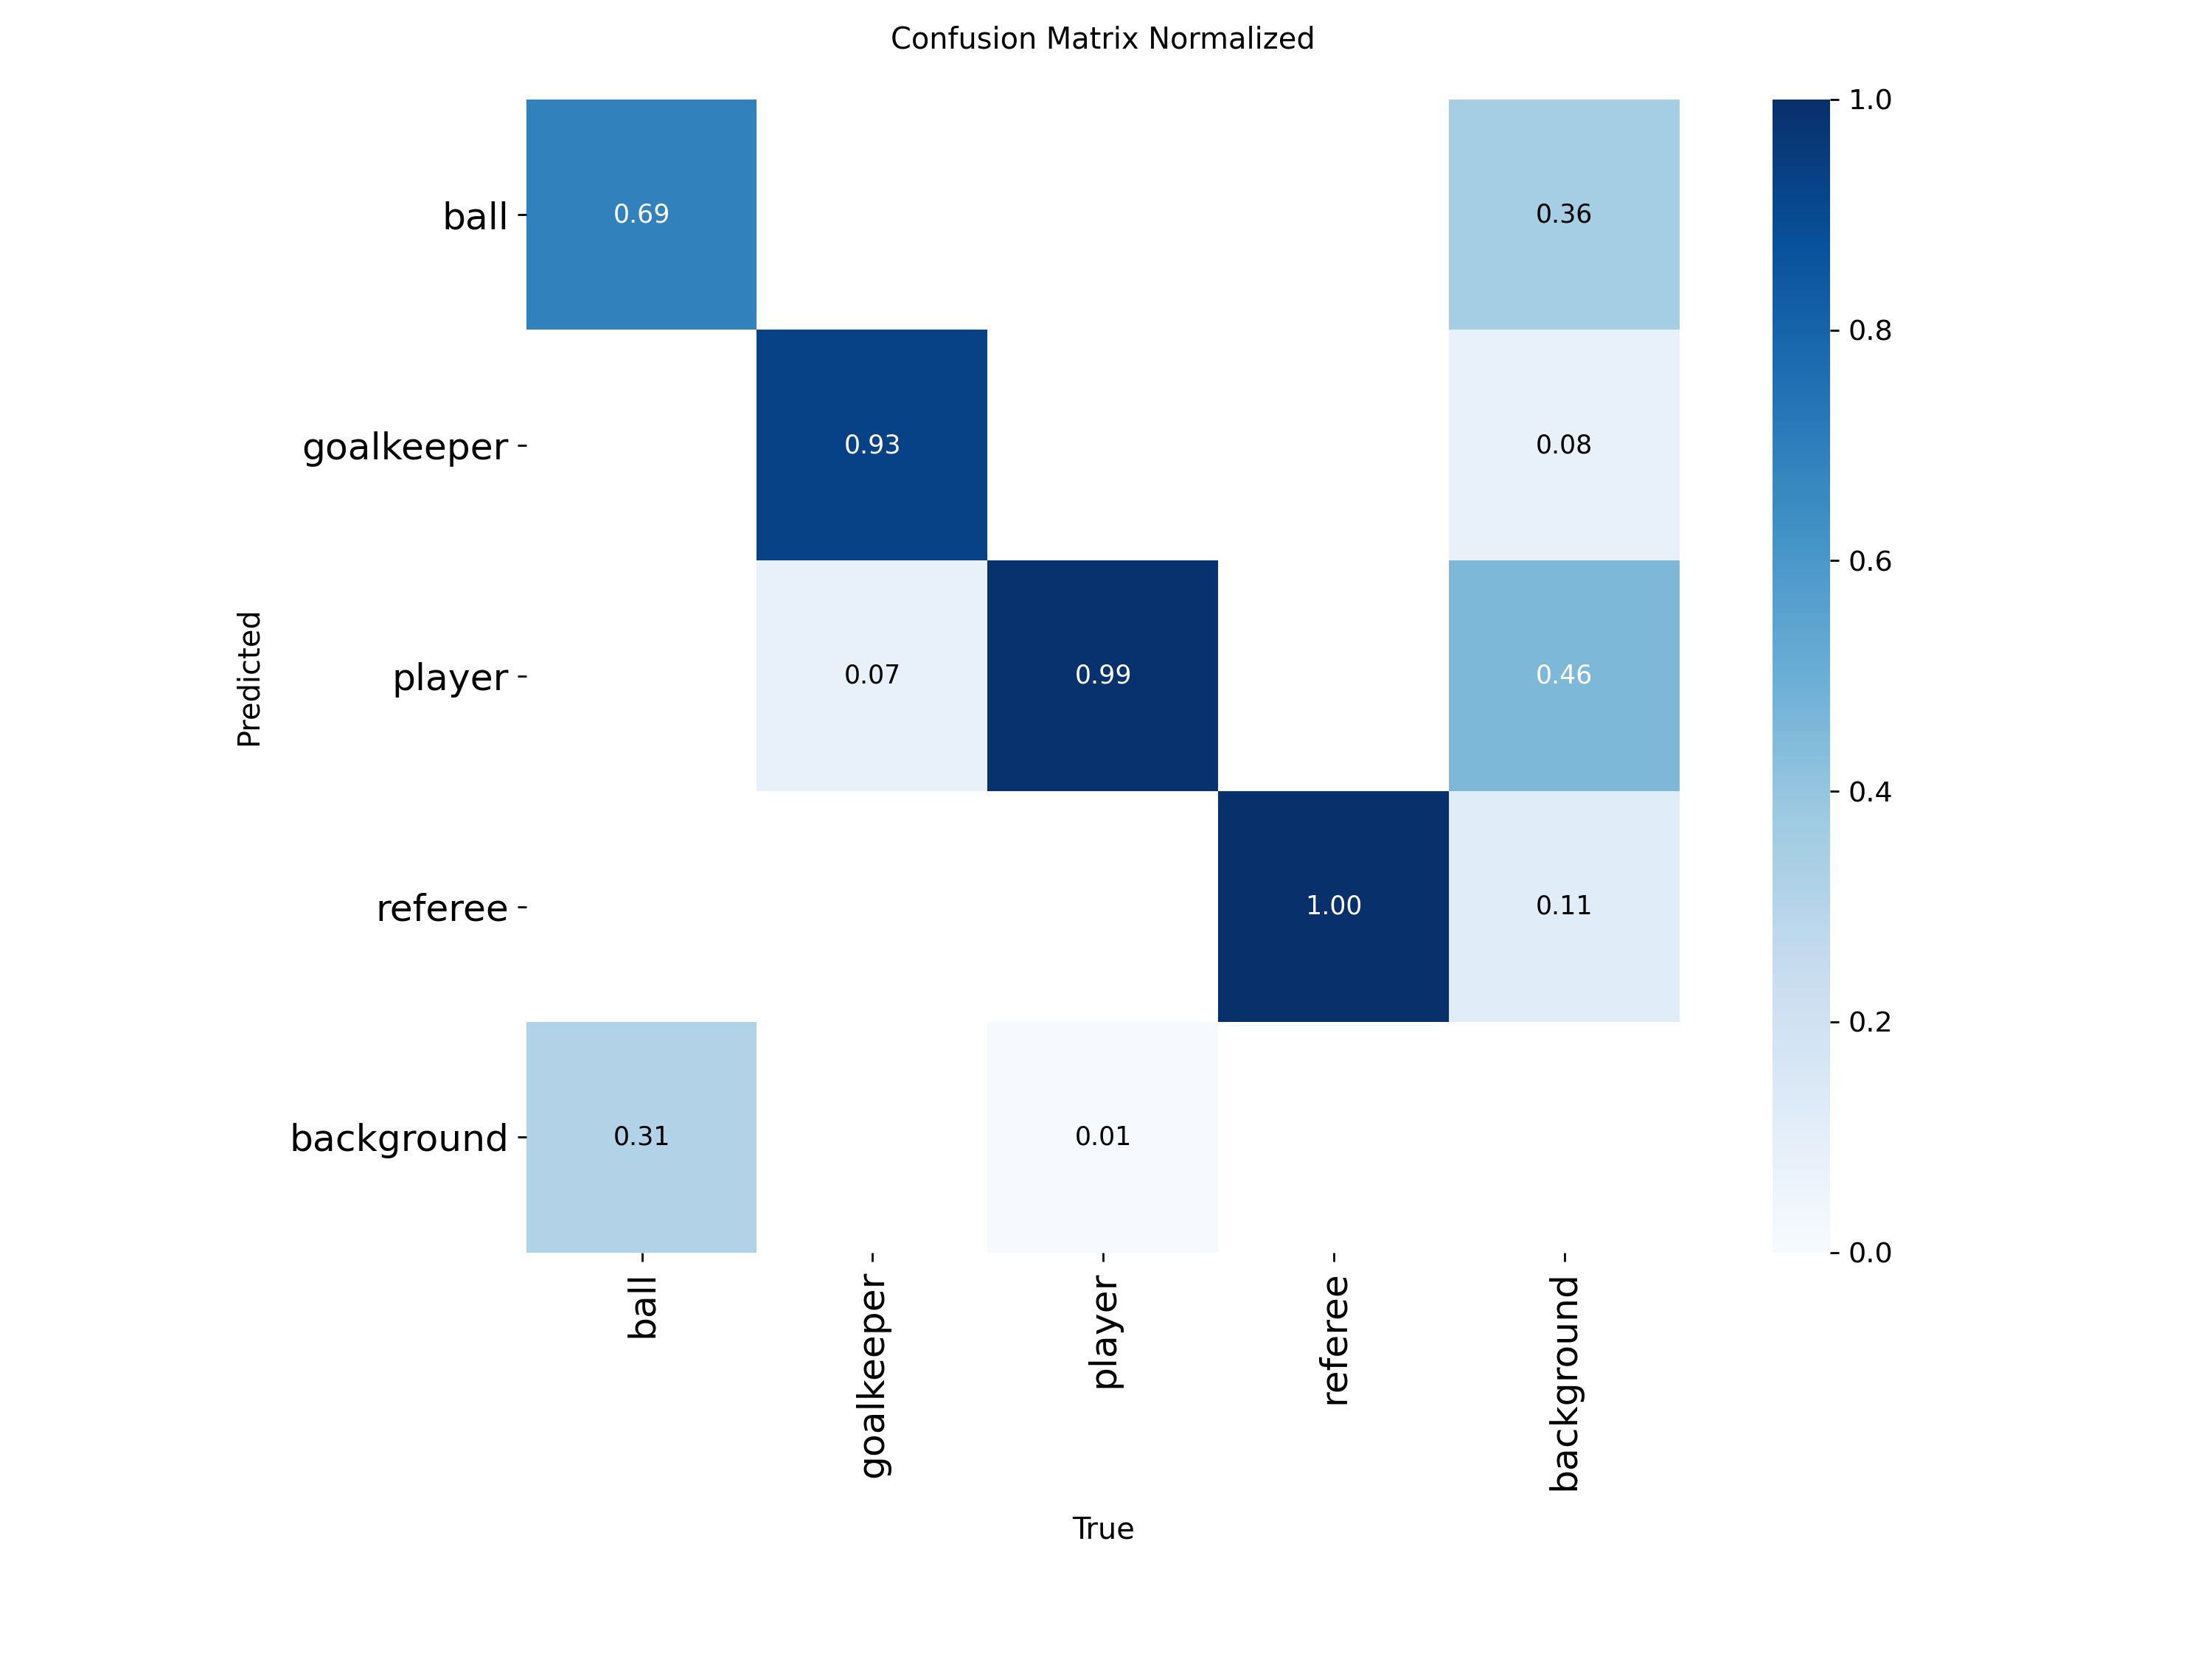 Confusion Matrix Normalized
ball
0.69
0.36
goalkeeper
0.93
0.08
player
0.07
0.99
0.46
referee
1.00
0.11
background
0.31
0.01
Predicted
ball
goalkeeper
player
referee
background
True
1.0
0.8
0.6
0.4
0.2
0.0